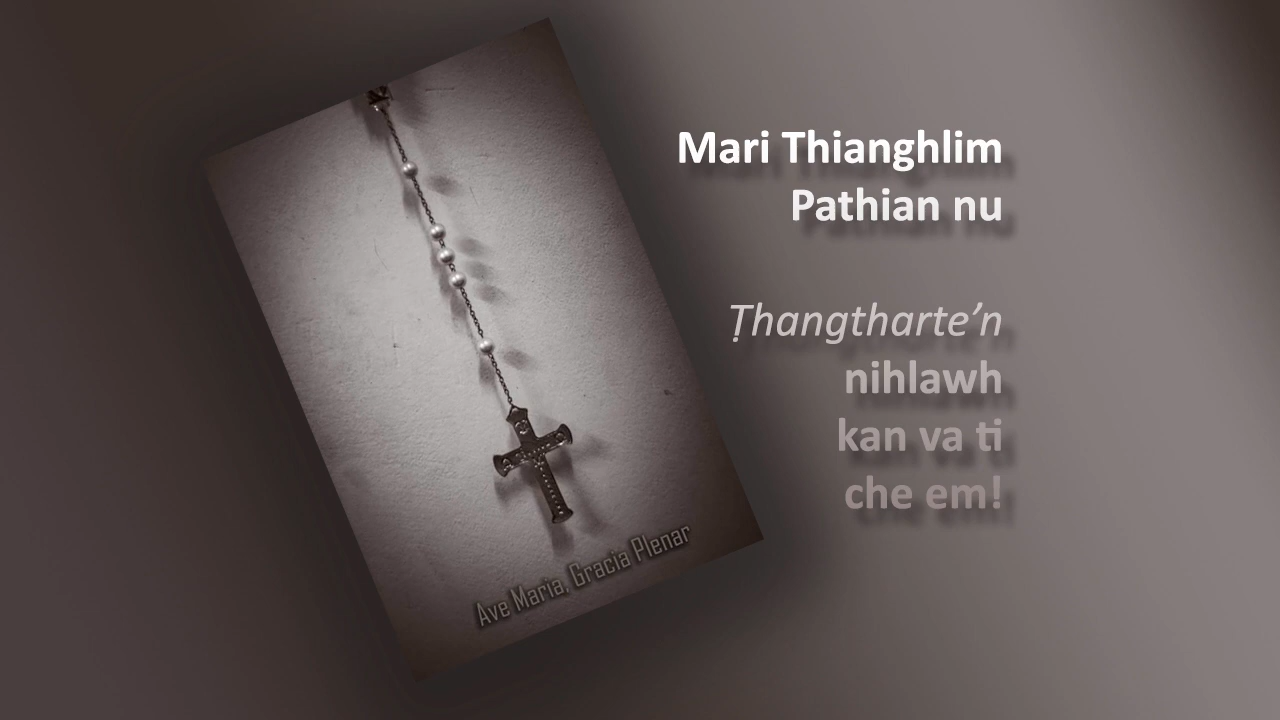 Mari Thianghlim
Pathian nu
Ṭhangtharte’n
nihlawh
kan va ti
che em!
Ave Maria, Gracia Plenar